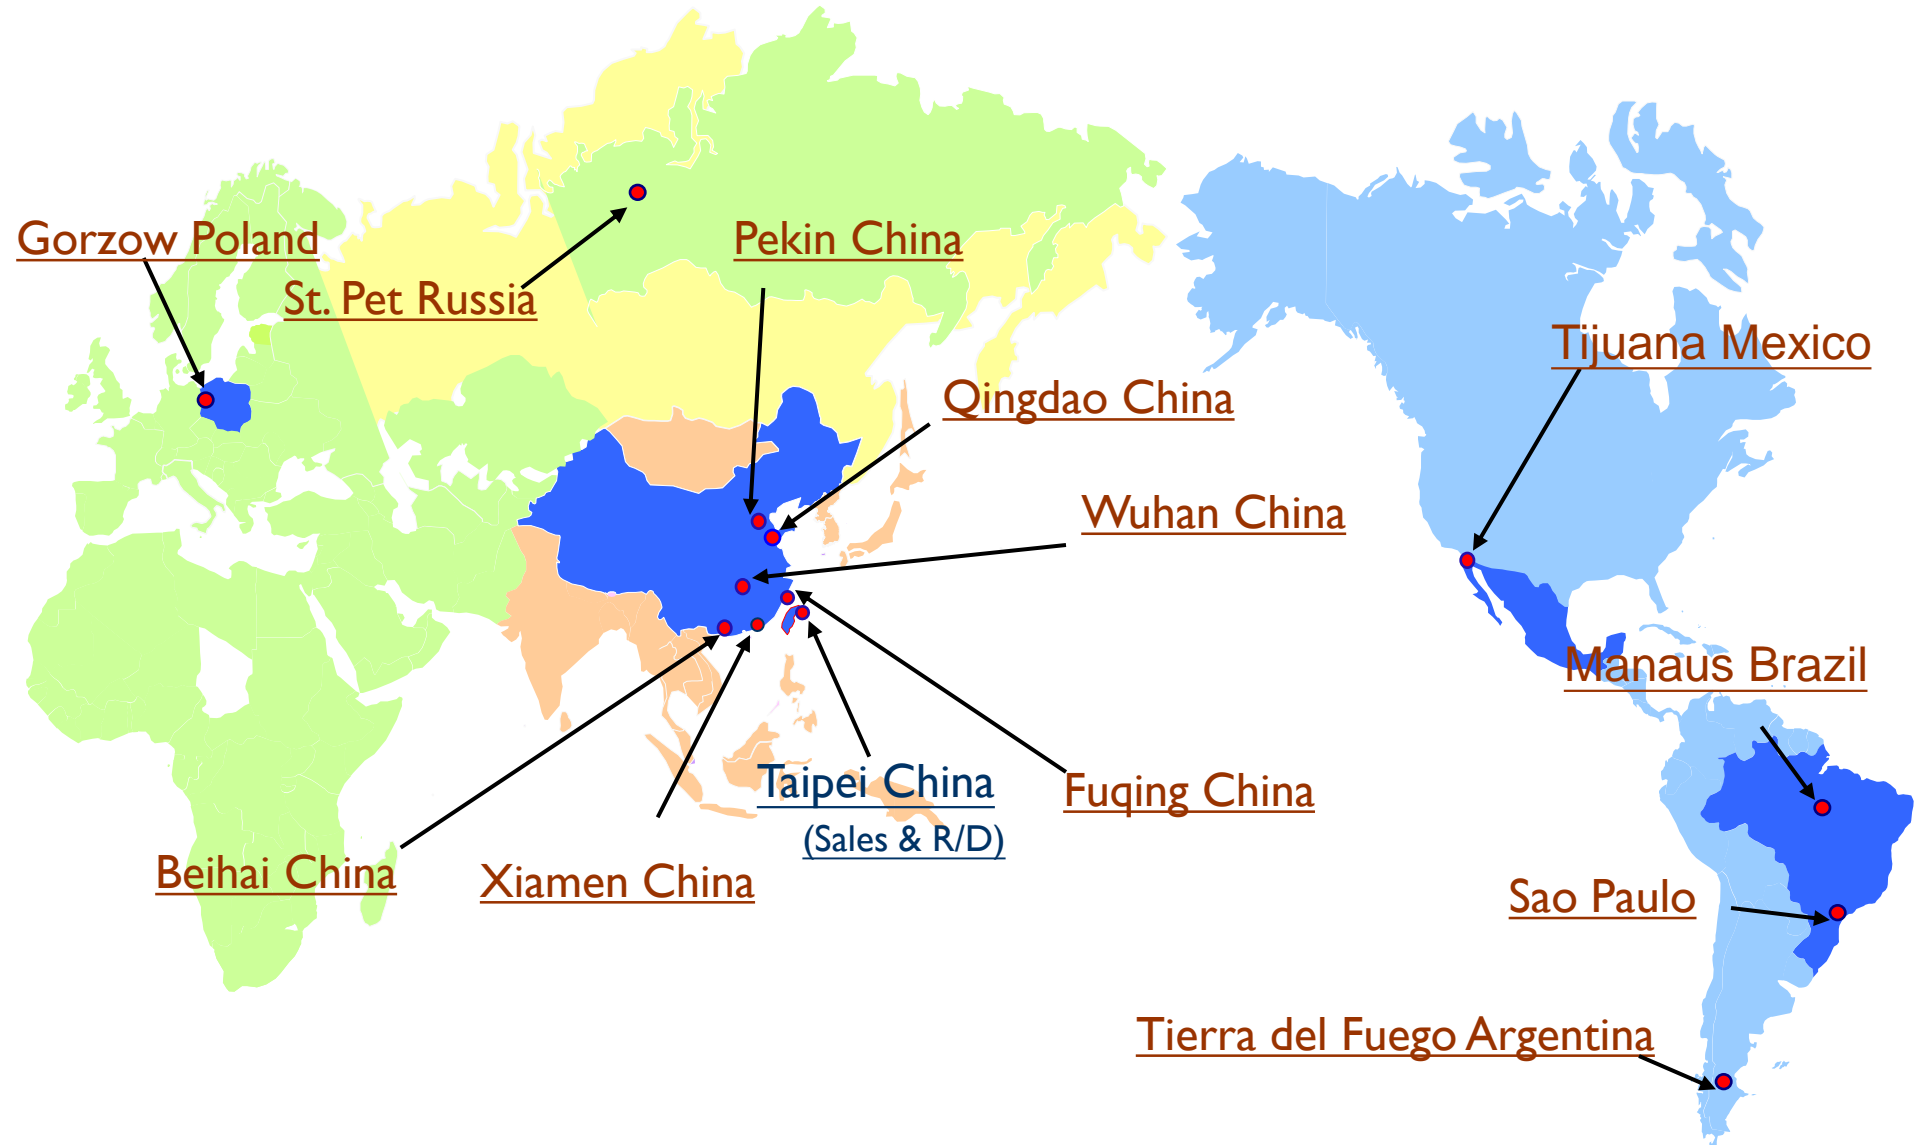 Gorzow Poland
Pekin China
St. Pet Russia
Tijuana Mexico
Qingdao China
Wuhan China
Manaus Brazil
Taipei China
(Sales & R/D)
Fuqing China
Beihai China
Xiamen China
Sao Paulo
Tierra del Fuego Argentina